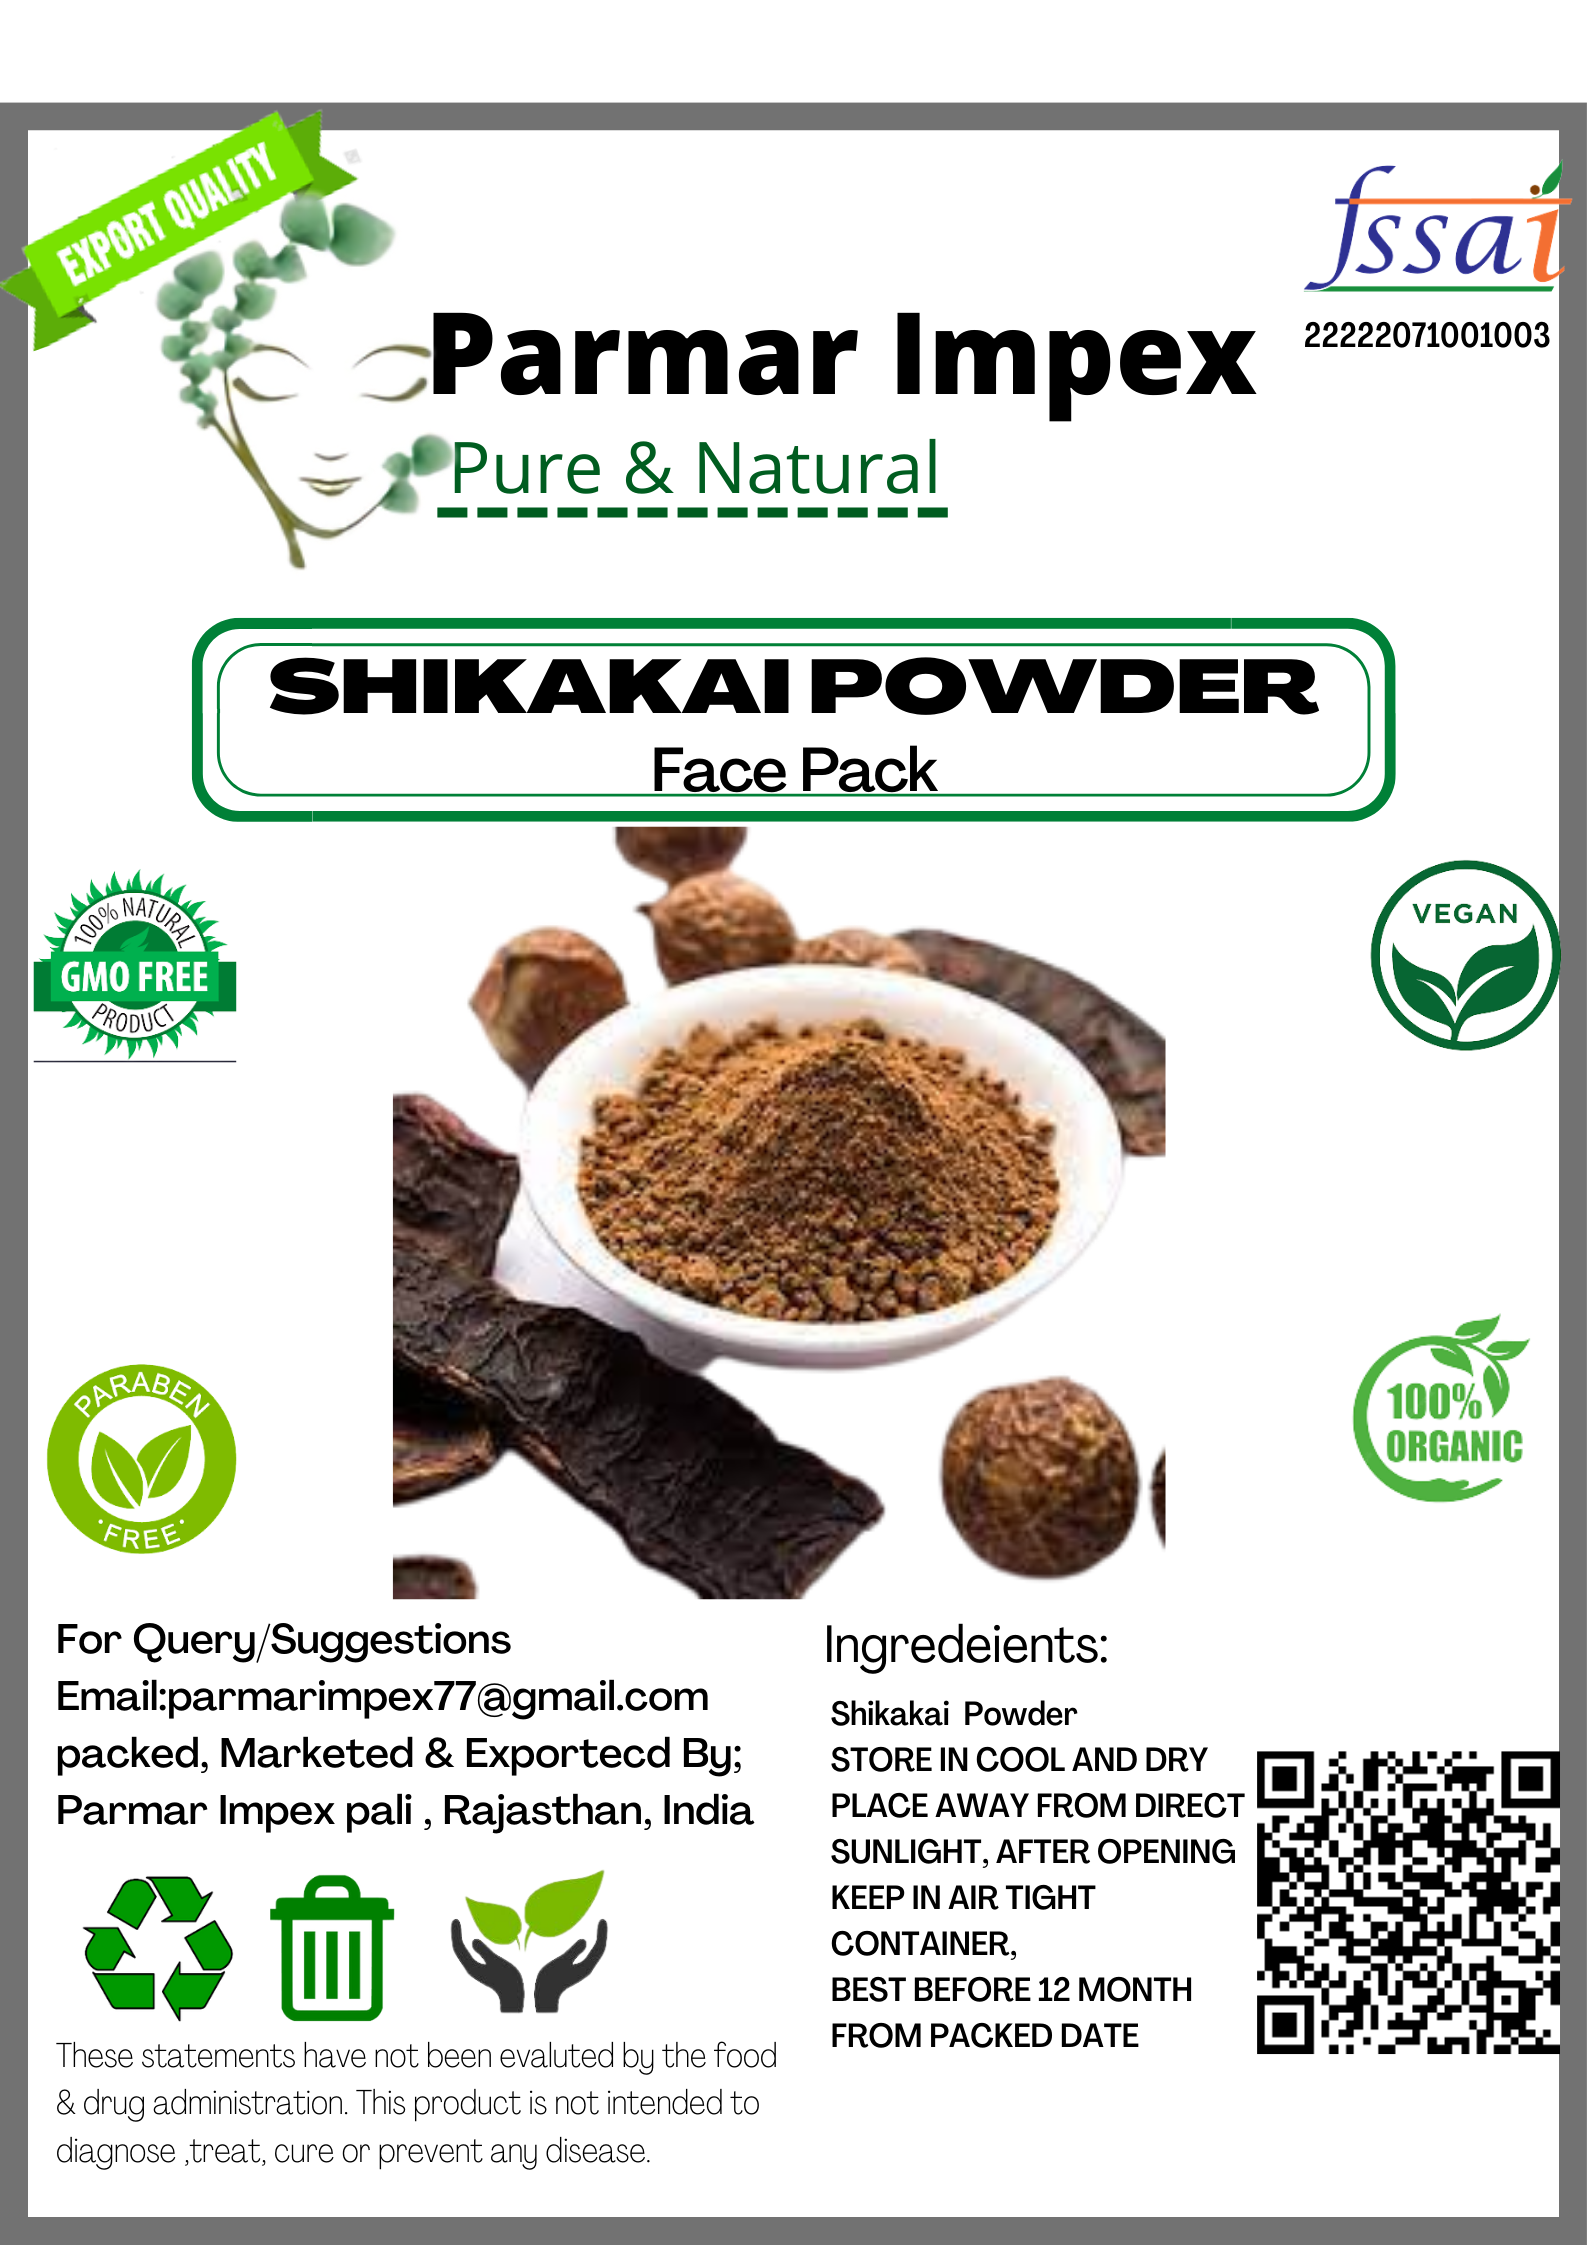 EXPORT QUALITY
fssai
22222071001003
Parmar Impex
Pure & Natural
SHIKAKAI POWDER
Face Pack
100% NATURAL
GMO FREE
PRODUCT
VEGAN
PARABEN
FREE
100%
ORGANIC
For Query/Suggestions
Email:parmarimpex77@gmail.com
packed, Marketed & Exportecd By;
Parmar Impex pali , Rajasthan, India
Ingredeients:
Shikakai Powder
STORE IN COOL AND DRY
PLACE AWAY FROM DIRECT
SUNLIGHT, AFTER OPENING
KEEP IN AIR TIGHT
CONTAINER,
BEST BEFORE 12 MONTH
FROM PACKED DATE
These statements have not been evaluted by the food
& drug administration. This product is not intended to
diagnose ,treat, cure or prevent any disease.